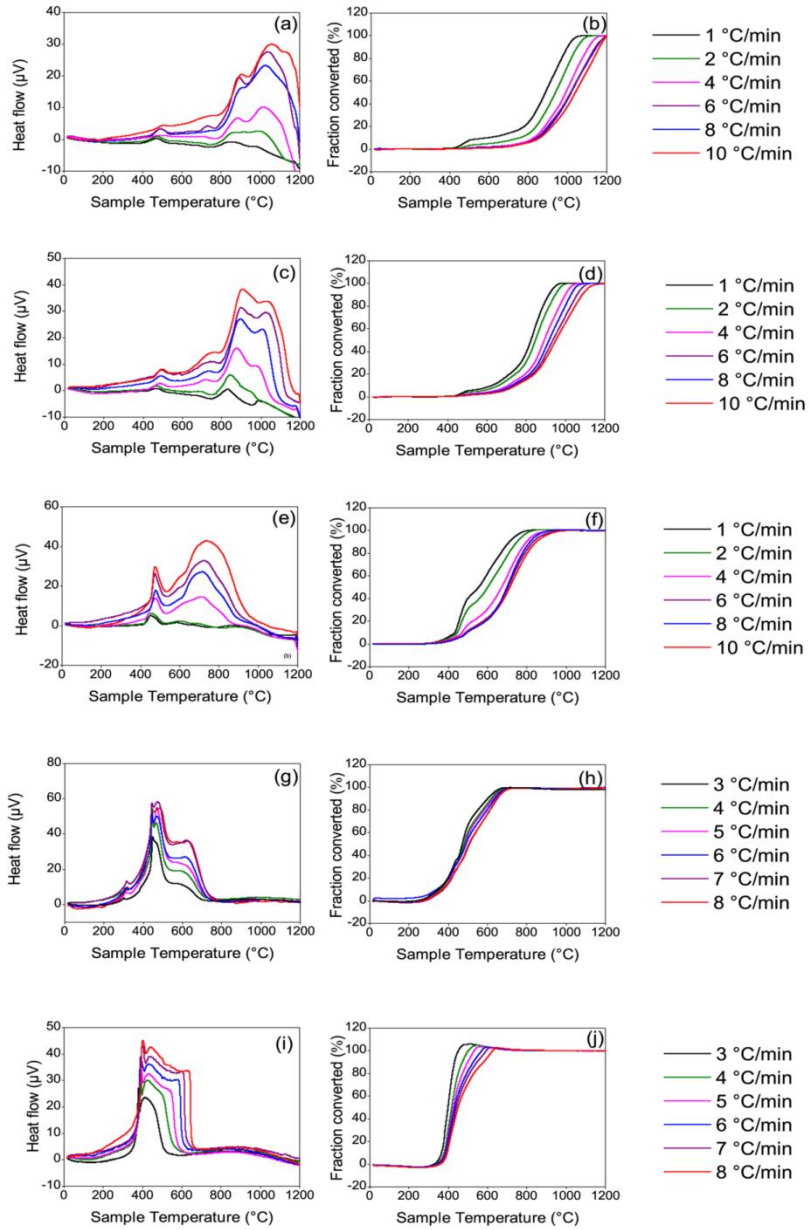 (a)
40
30
20
10
0
-10
0 200 400 600 800 1000 1200
Heat flow (µV)
Sample Temperature (°C)
(b)
120
100
80
60
40
20
0
-20
0 200 400 600 800 1000 1200
Fraction converted (%)
Sample Temperature (°C)
1 °C/min
2 °C/min
4 °C/min
6 °C/min
8 °C/min
10 °C/min
(c)
50
40
30
20
10
0
-10
0 200 400 600 800 1000 1200
Heat flow (µV)
Sample Temperature (°C)
(d)
120
100
80
60
40
20
0
-20
0 200 400 600 800 1000 1200
Fraction converted (%)
Sample Temperature (°C)
1 °C/min
2 °C/min
4 °C/min
6 °C/min
8 °C/min
10 °C/min
(e)
60
40
20
0
-20
0 200 400 600 800 1000 1200
Heat flow (µV)
Sample Temperature (°C)
(b)
(f)
120
100
80
60
40
20
0
-20
0 200 400 600 800 1000 1200
Fraction converted (%)
Sample Temperature (°C)
1 °C/min
2 °C/min
4 °C/min
6 °C/min
8 °C/min
10 °C/min
(g)
80
60
40
20
0
-20
0 200 400 600 800 1000 1200
Heat flow (µV)
Sample Temperature (°C)
(h)
120
100
80
60
40
20
0
-20
0 200 400 600 800 1000 1200
Fraction converted (%)
Sample Temperature (°C)
3 °C/min
4 °C/min
5 °C/min
6 °C/min
7 °C/min
8 °C/min
(i)
50
40
30
20
10
0
-10
0 200 400 600 800 1000 1200
Heat flow (µV)
Sample Temperature (°C)
(j)
120
100
80
60
40
20
0
-20
0 200 400 600 800 1000 1200
Fraction converted (%)
Sample Temperature (°C)
3 °C/min
4 °C/min
5 °C/min
6 °C/min
7 °C/min
8 °C/min